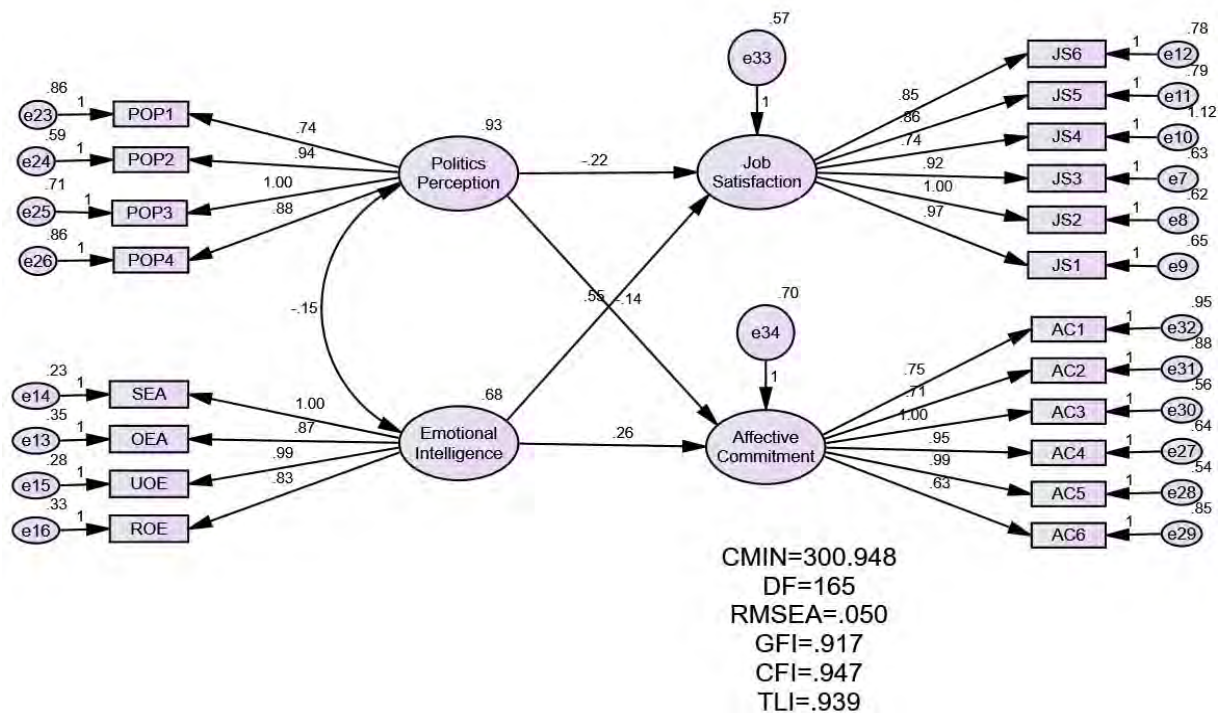 .57
e33
1
.86
e23
1
POP1
.74
.59
e24
1
POP2
.94
.71
e25
1
POP3
1.00
.86
e26
1
POP4
.88
.93
Politics
Perception
-.22
Job
Satisfaction
.85
JS6
1
.78
e12
.86
JS5
1
.79
e11
.74
JS4
1
1.12
e10
.92
JS3
1
.63
e7
1.00
JS2
1
.62
e8
.97
JS1
1
.65
e9
-.15
.55
-.14
.70
e34
1
.23
e14
1
SEA
1.00
.35
e13
1
OEA
.87
.28
e15
1
UOE
.99
.33
e16
1
ROE
.83
.68
Emotional
Intelligence
.26
Affective
Commitment
.75
AC1
1
.95
e32
.71
AC2
1
.88
e31
1.00
AC3
1
.56
e30
.95
AC4
1
.64
e27
.99
AC5
1
.54
e28
.63
AC6
1
.85
e29
CMIN=300.948
DF=165
RMSEA=.050
GFI=.917
CFI=.947
TLI=.939